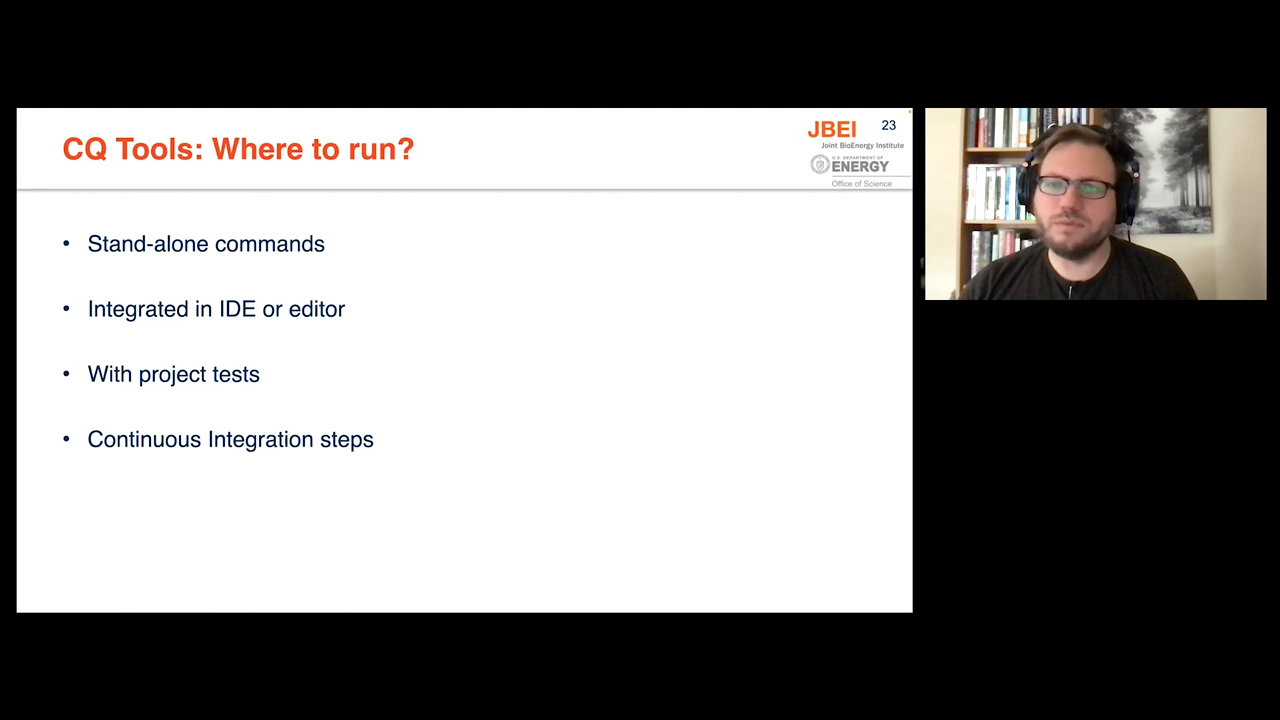 CQ Tools: Where to run?
JBEI
23
Joint BioEnergy Institute
U.S. DEPARTMENT OF
ENERGY
Office of Science
• Stand-alone commands
• Integrated in IDE or editor
• With project tests
• Continuous Integration steps